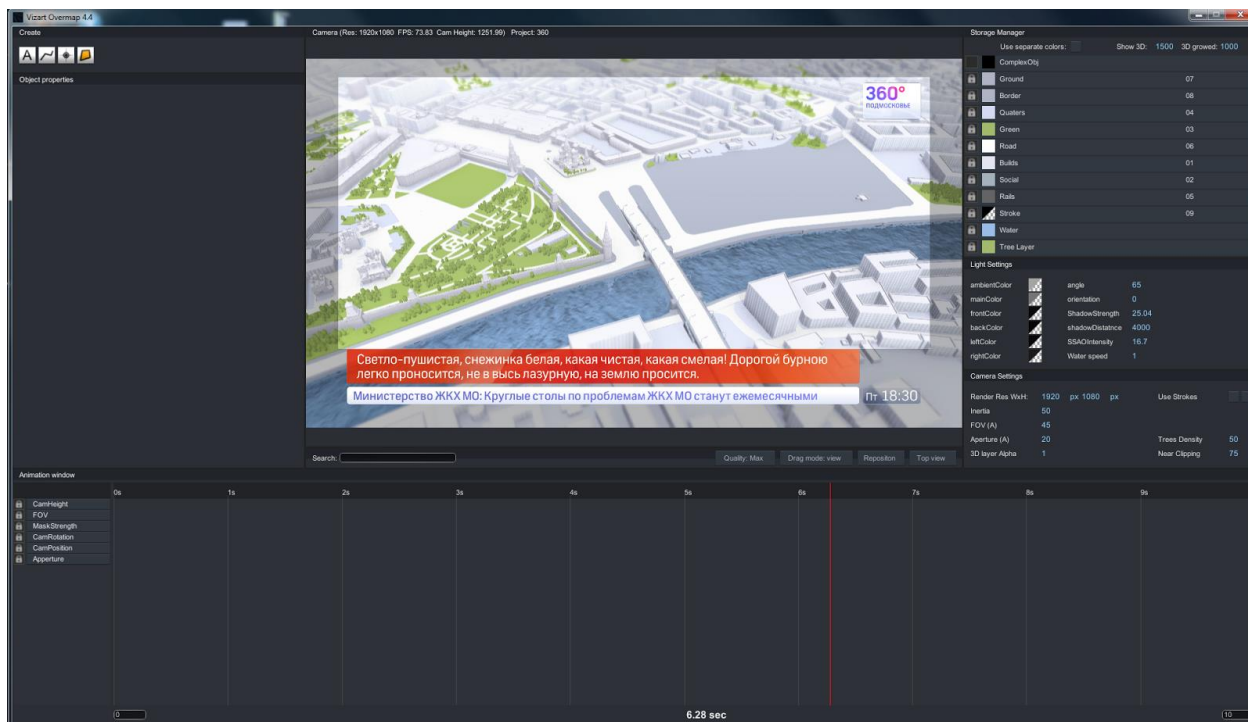 Vizart Overmap 4.4
Create
Camera (Res: 1920x1080 FPS: 73.83 Cam Height: 1251.99) Project: 360
Storage Manager
Use separate colors: Show 3D: 1500 3D growed: 1000
A
Object properties
ComplexObj
Ground 07
Border 08
Quaters 04
Green 03
Road 06
Builds 01
Social 02
Rails 05
Stroke 09
Water
Tree Layer
360°
ПОДМОСКОВЬЕ
Светло-пушистая, снежинка белая, какая чистая, какая смелая! Дорогой бурною
легко проносится, не в высь лазурную, на землю просится.
Министерство ЖКХ МО: Круглые столы по проблемам ЖКХ МО станут ежемесячными
Пт 18:30
Light Settings
ambientColor angle 65
mainColor orientation 0
frontColor ShadowStrength 25.04
backColor shadowDistatnce 4000
leftColor SSAOIntensity 16.7
rightColor Water speed 1
Camera Settings
Render Res WxH: 1920 px 1080 px Use Strokes
Inertia 50
FOV (A) 45
Aperture (A) 20 Trees Density 50
3D layer Alpha 1 Near Clipping 75
Search: Quality: Max Drag mode: view Repositon Top view
Animation window
0s 1s 2s 3s 4s 5s 6s 7s 8s 9s
CamHeight
FOV
MaskStrength
CamRotation
CamPosition
Apperture
0 6.28 sec 10